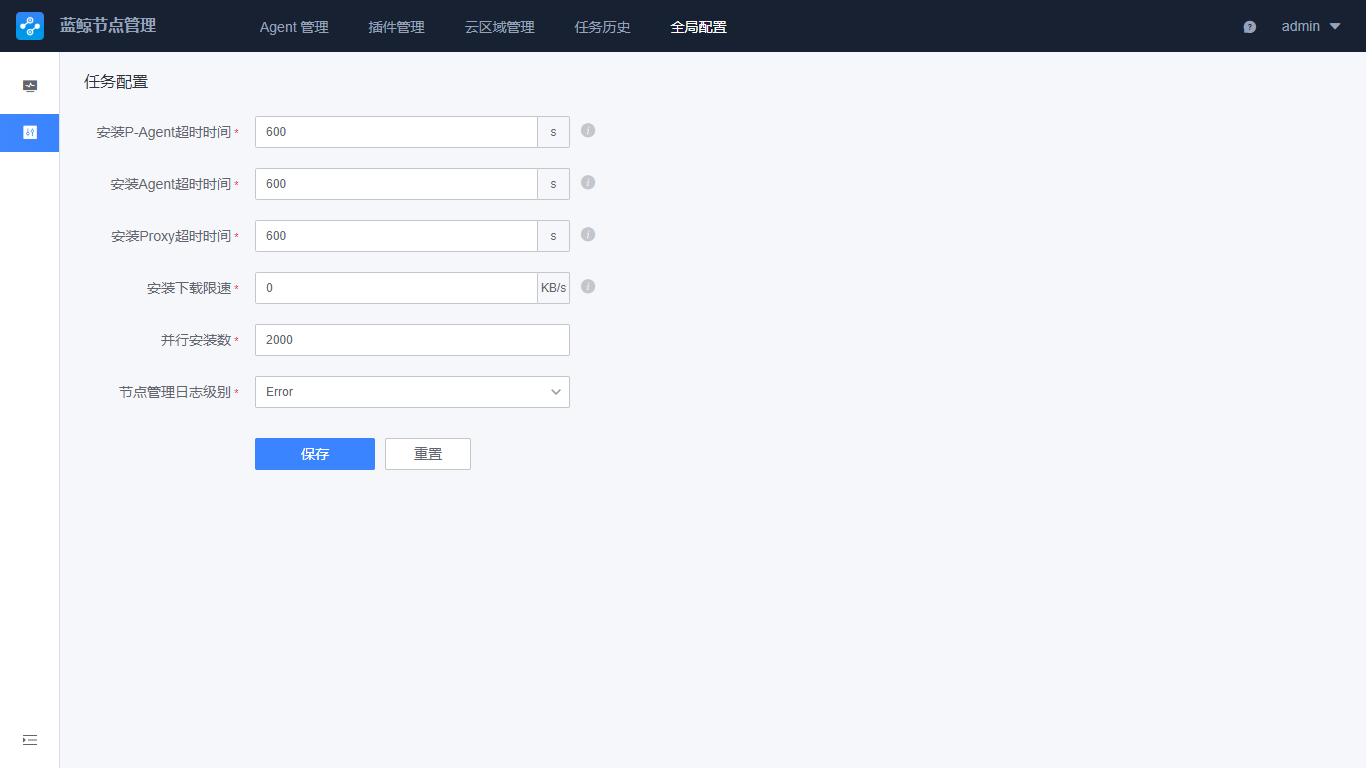 蓝鲸节点管理 Agent 管理 插件管理 云区域管理 任务历史 全局配置 admin
任务配置
安装P-Agent超时时间* 600 s
安装Agent超时时间* 600 s
安装Proxy超时时间* 600 s
安装下载限速* 0 KB/s
并行安装数* 2000
节点管理日志级别* Error
保存 重置